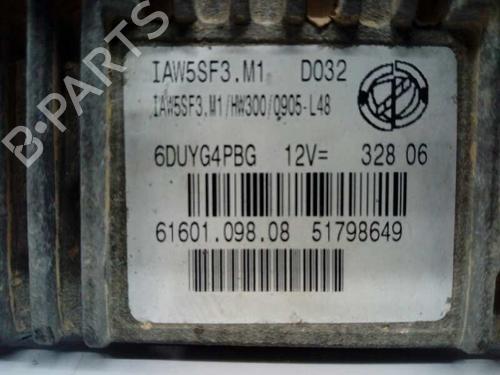 IAW5SF3.M1 D032
IAW5SF3.M1/HW300/0905-L48
6DUYG4PBG 12V= 328 06
61601.098.08 51798649
B-PARTS